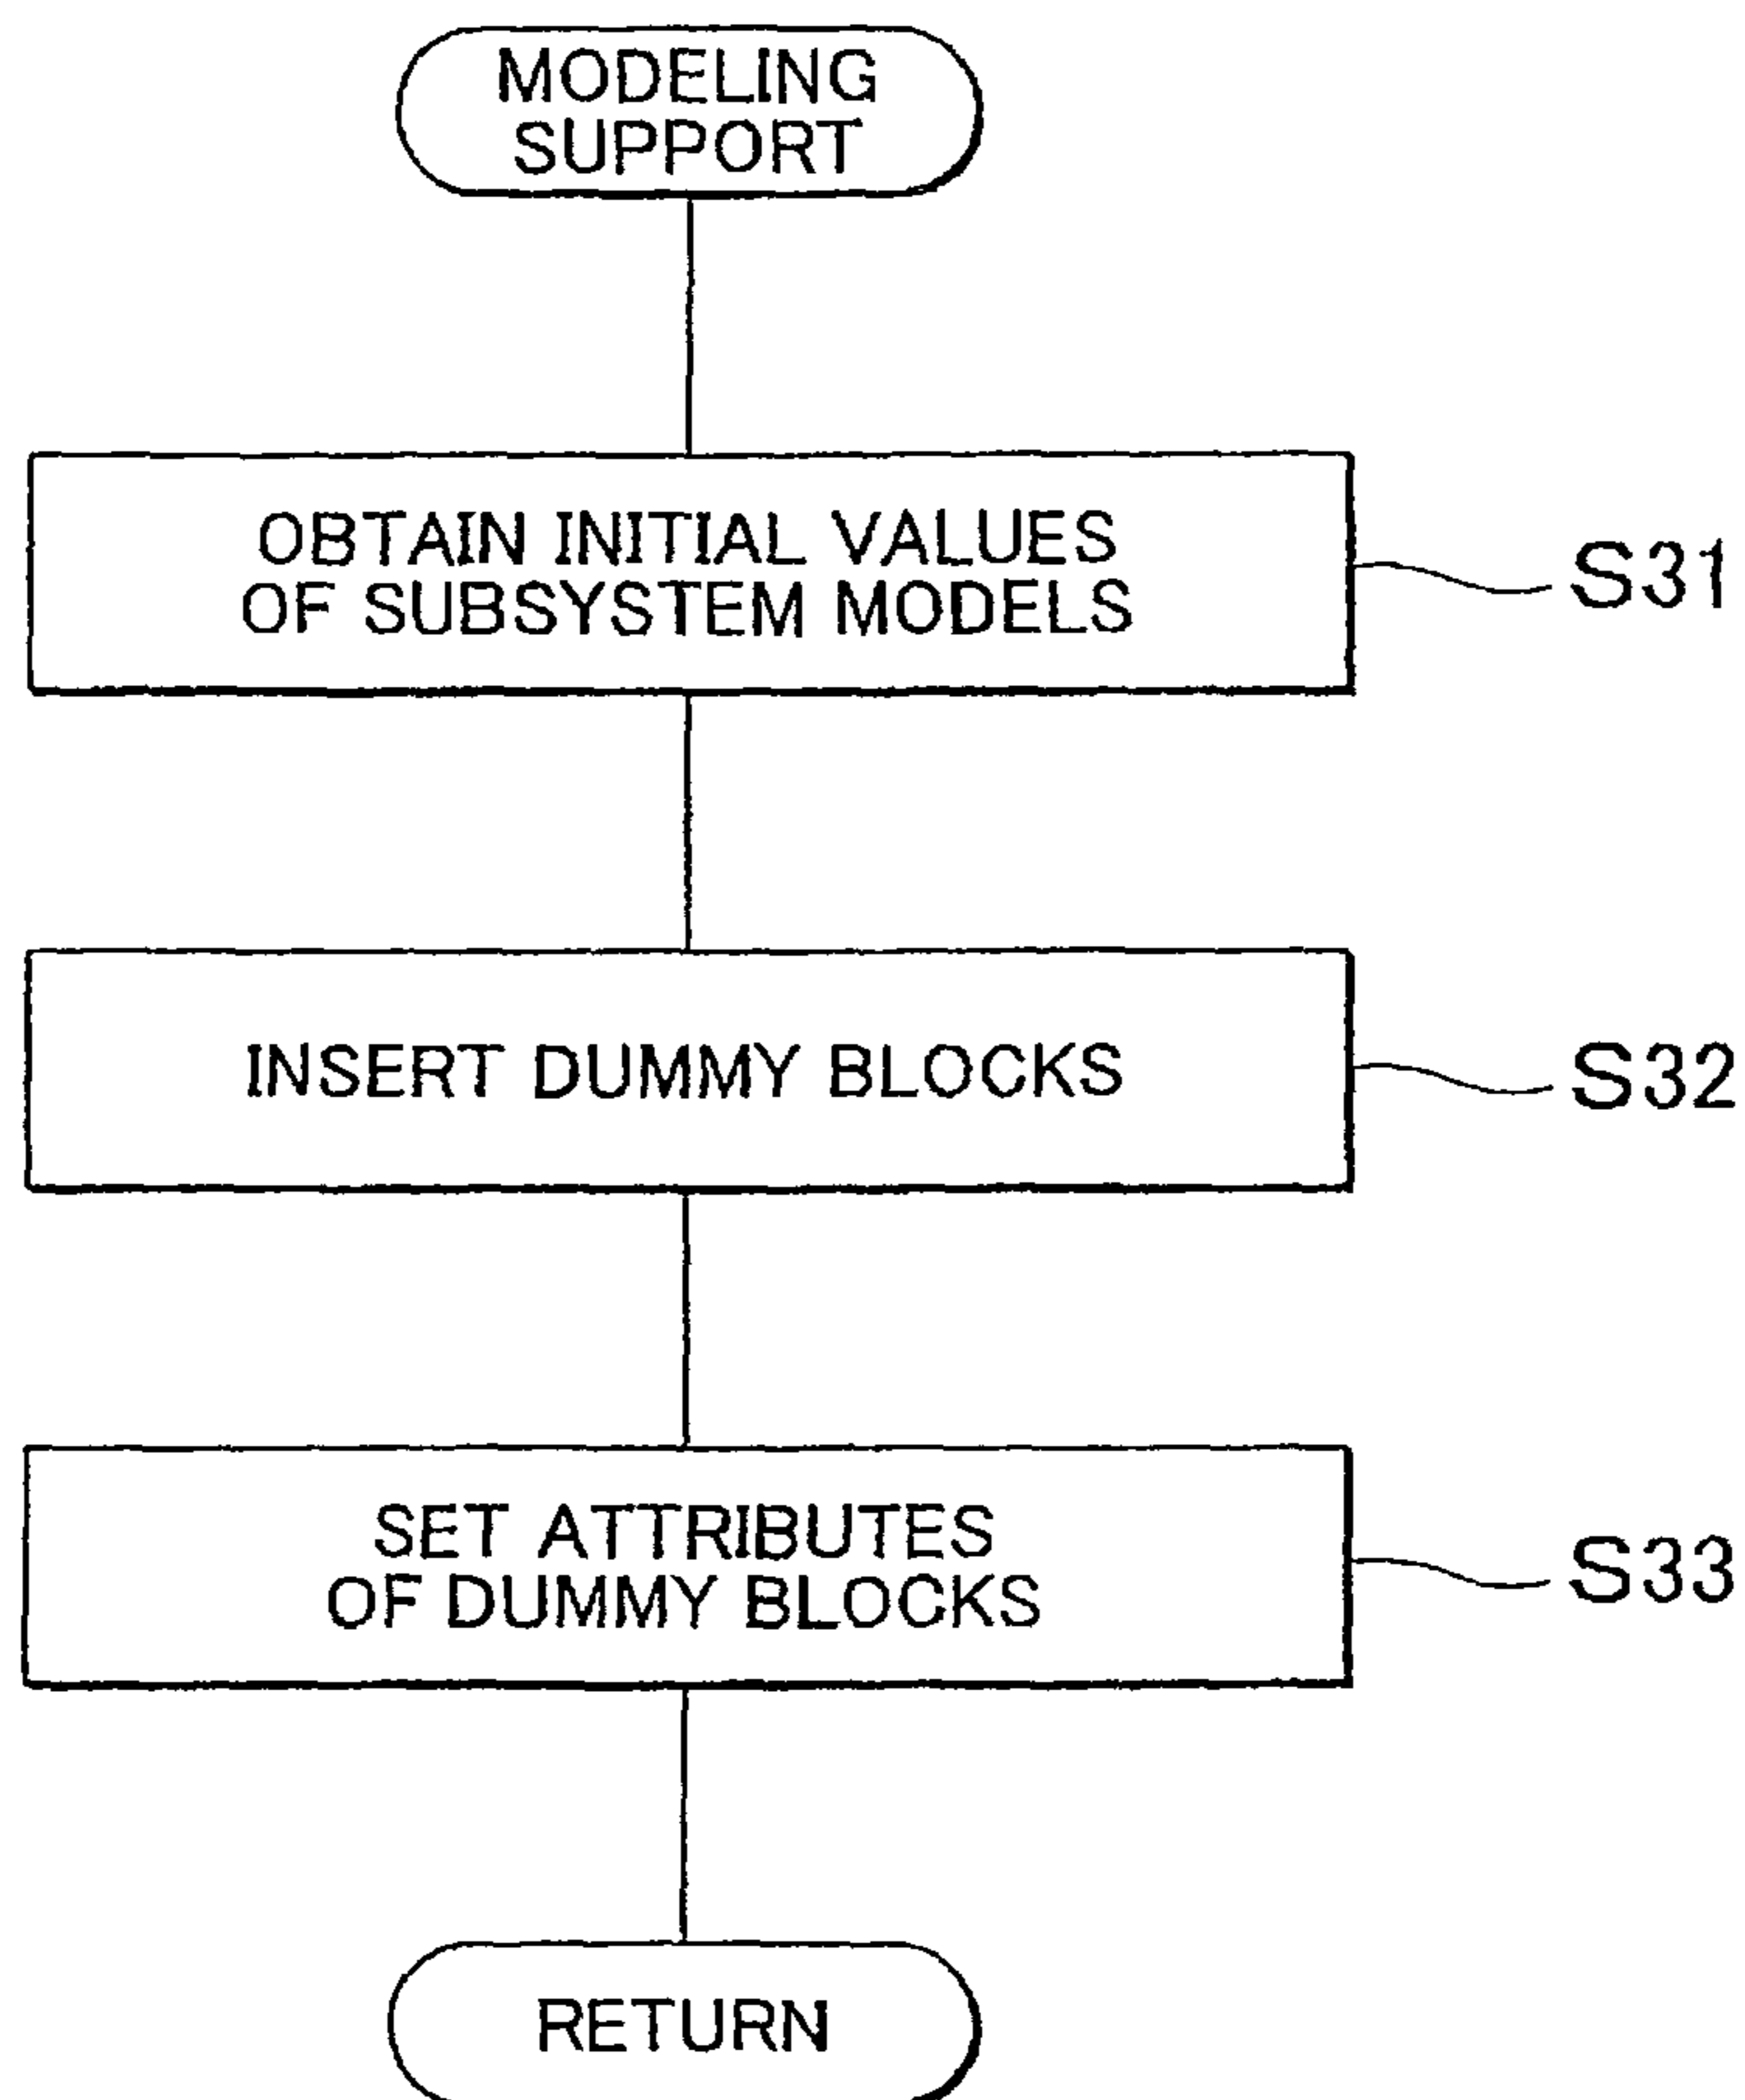 MODELING
SUPPORT
OBTAIN INITIAL VALUES
OF SUBSYSTEM MODELS
S31
INSERT DUMMY BLOCKS
S32
SET ATTRIBUTES
OF DUMMY BLOCKS
S33
RETURN